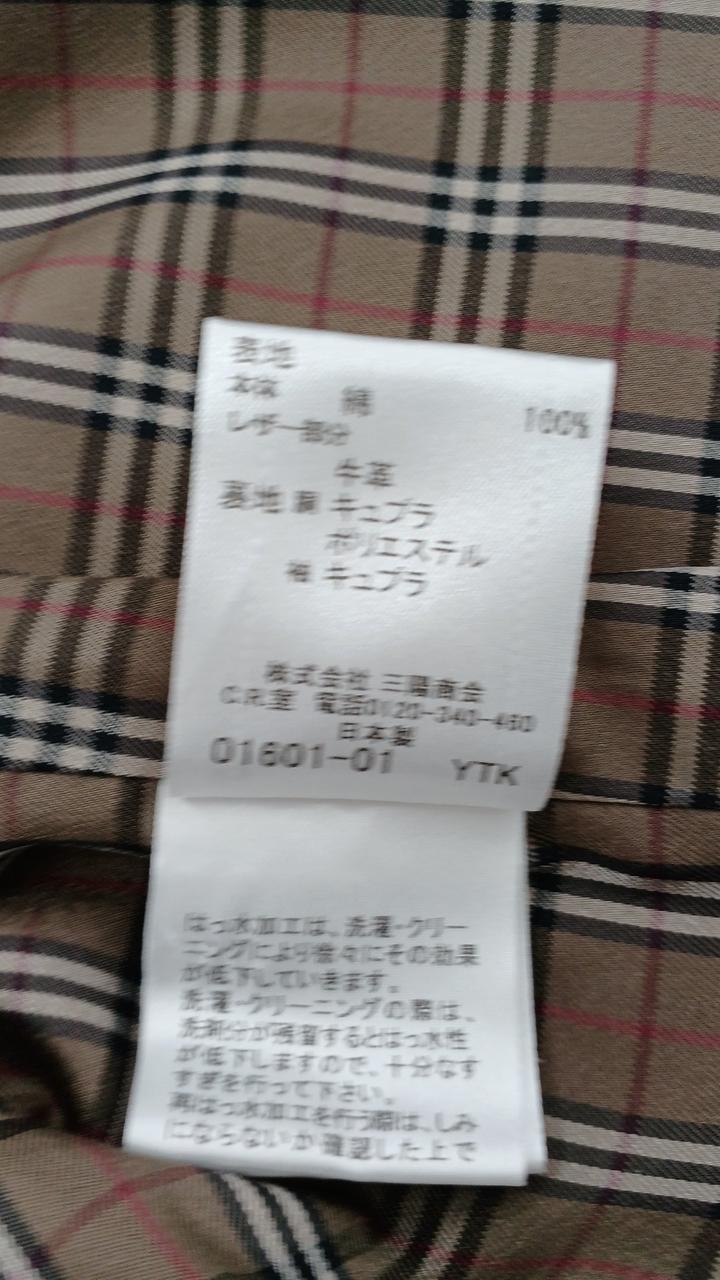 表地
本体 綿 100%
レザー部分
牛革
裏地 胴 キュプラ
ポリエステル
袖 キュプラ
株式会社 三陽商会
C.R.室 電話0120-340-460
日本製
01601-01 YTK
はっ水加工は、洗濯・クリー
ニングにより徐々にその効果
が低下していきます。
洗濯・クリーニングの際は、
洗剤分が残留するとはっ水性
が低下しますので、十分なす
すぎを行って下さい。
再はっ水加工を行う際は、しみ
にならないか確認した上で